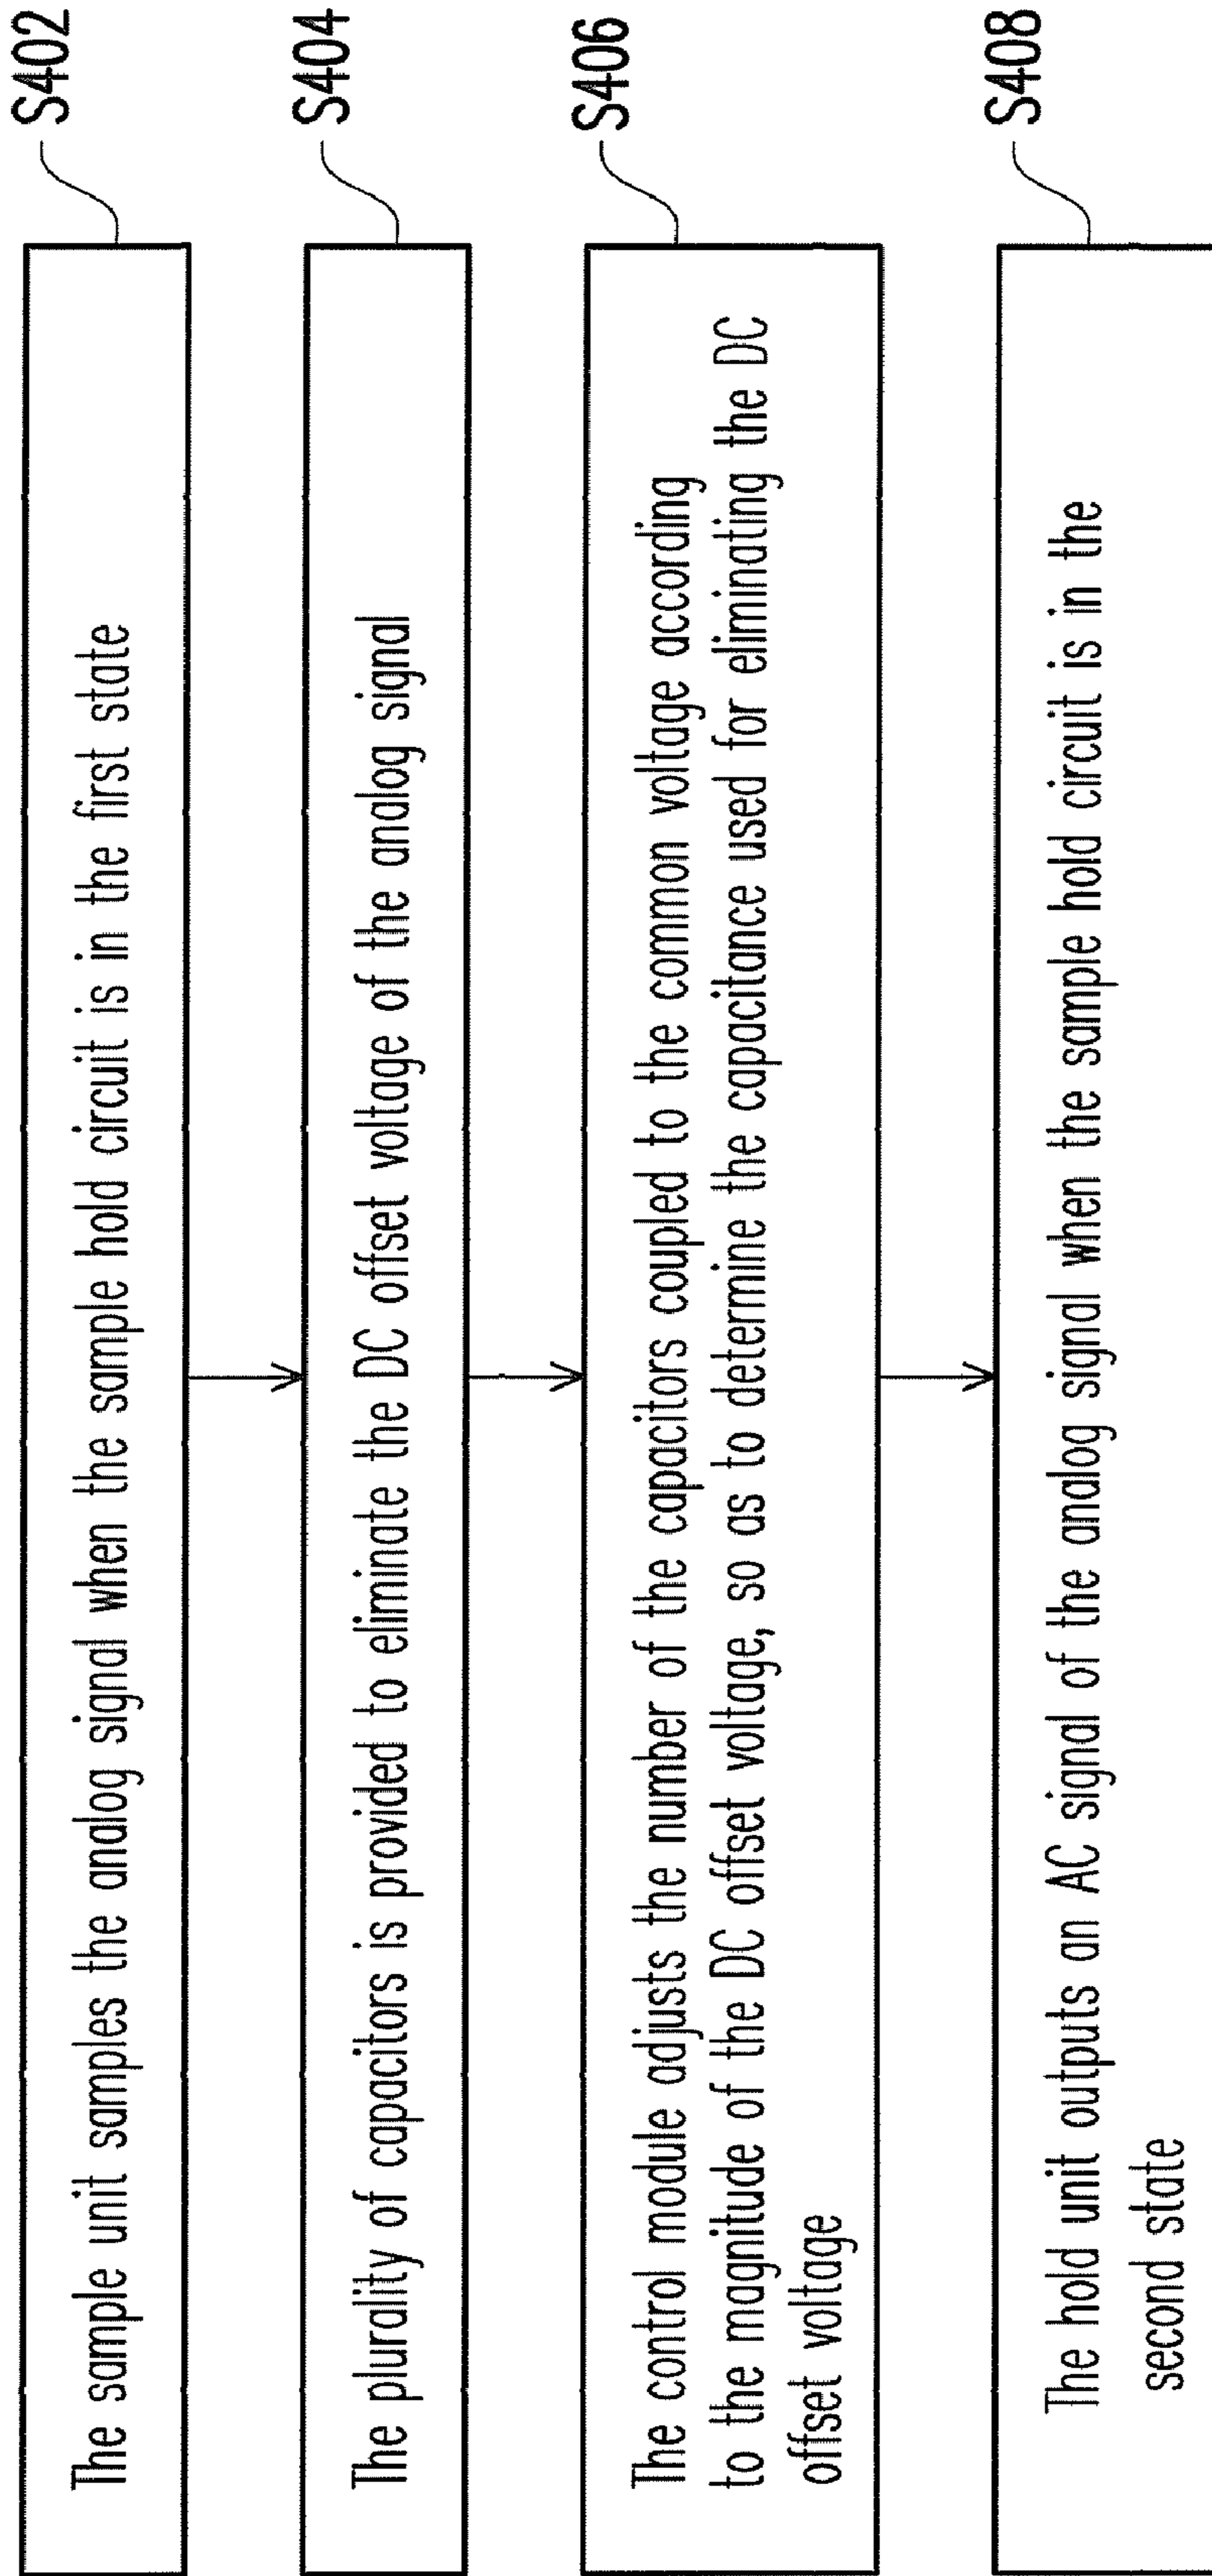 The sample unit samples the analog signal when the sample hold circuit is in the first state
S402
The plurality of capacitors is provided to eliminate the DC offset voltage of the analog signal
S404
The control module adjusts the number of the capacitors coupled to the common voltage according
to the magnitude of the DC offset voltage, so as to determine the capacitance used for eliminating the DC
offset voltage
S406
The hold unit outputs an AC signal of the analog signal when the sample hold circuit is in the
second state
S408